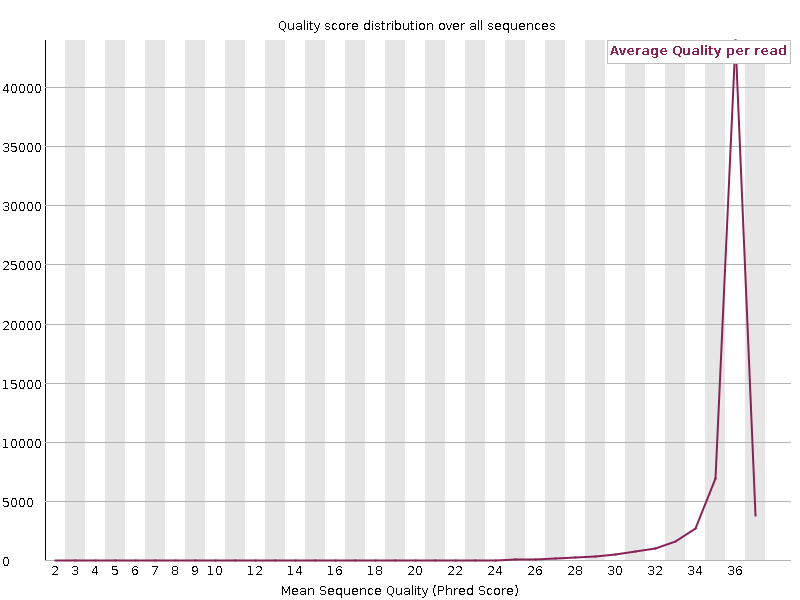 Quality score distribution over all sequences
Average Quality per read
40000
35000
30000
25000
20000
15000
10000
5000
0
2 3 4 5 6 7 8 9 10 12 14 16 18 20 22 24 26 28 30 32 34 36
Mean Sequence Quality (Phred Score)